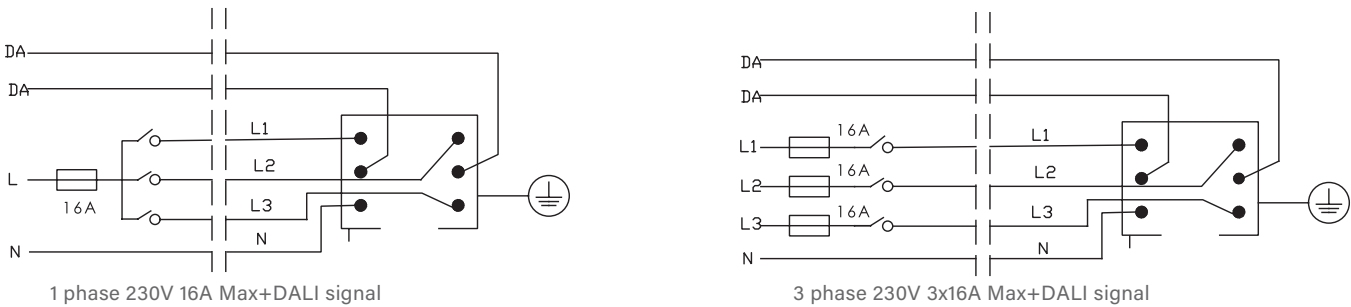 DA
DA
L1
L2
L
16A
L3
N
N
1 phase 230V 16A Max+DALI signal
DA
DA
16A
L1
L1
16A
L2
L2
16A
L3
L3
N
N
3 phase 230V 3x16A Max+DALI signal